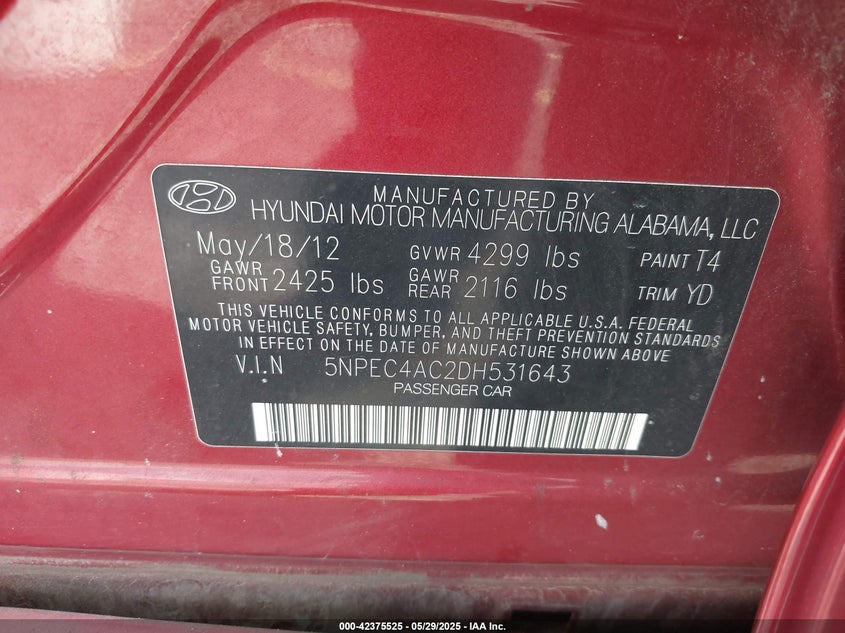 MANUFACTURED BY
HYUNDAI MOTOR MANUFACTURING ALABAMA, LLC
May/18/12 GVWR 4299 lbs PAINT T4
GAWR FRONT 2425 lbs GAWR REAR 2116 lbs TRIM YD
THIS VEHICLE CONFORMS TO ALL APPLICABLE U.S.A. FEDERAL
MOTOR VEHICLE SAFETY, BUMPER, AND THEFT PREVENTION STANDARDS
IN EFFECT ON THE DATE OF MANUFACTURE SHOWN ABOVE.
V.I.N 5NPEC4AC2DH531643
PASSENGER CAR
000-42375525 - 05/29/2025 - IAA Inc.